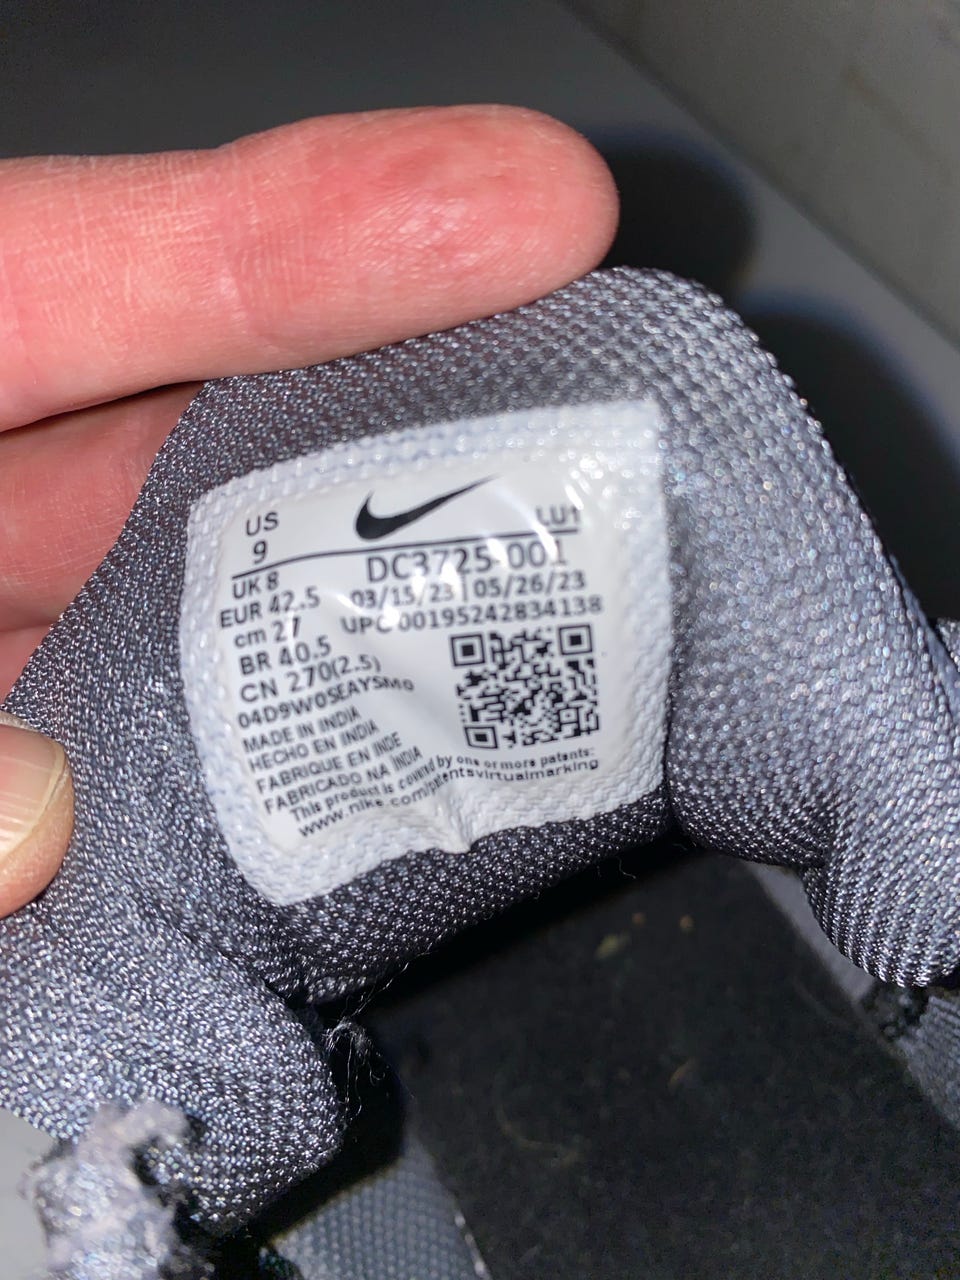 US
9
LU1
DC3725-001
UK 8
EUR 42.5
03/15/23 | 05/26/23
cm 27
UPC 00195242834138
BR 40.5
CN 270(2.5)
04D9W0SEAYSM0
MADE IN INDIA
HECHO EN INDIA
FABRIQUE EN INDE
FABRICADO NA INDIA
This product is covered by one or more patents:
www.nike.com/patentsvirtualmarking